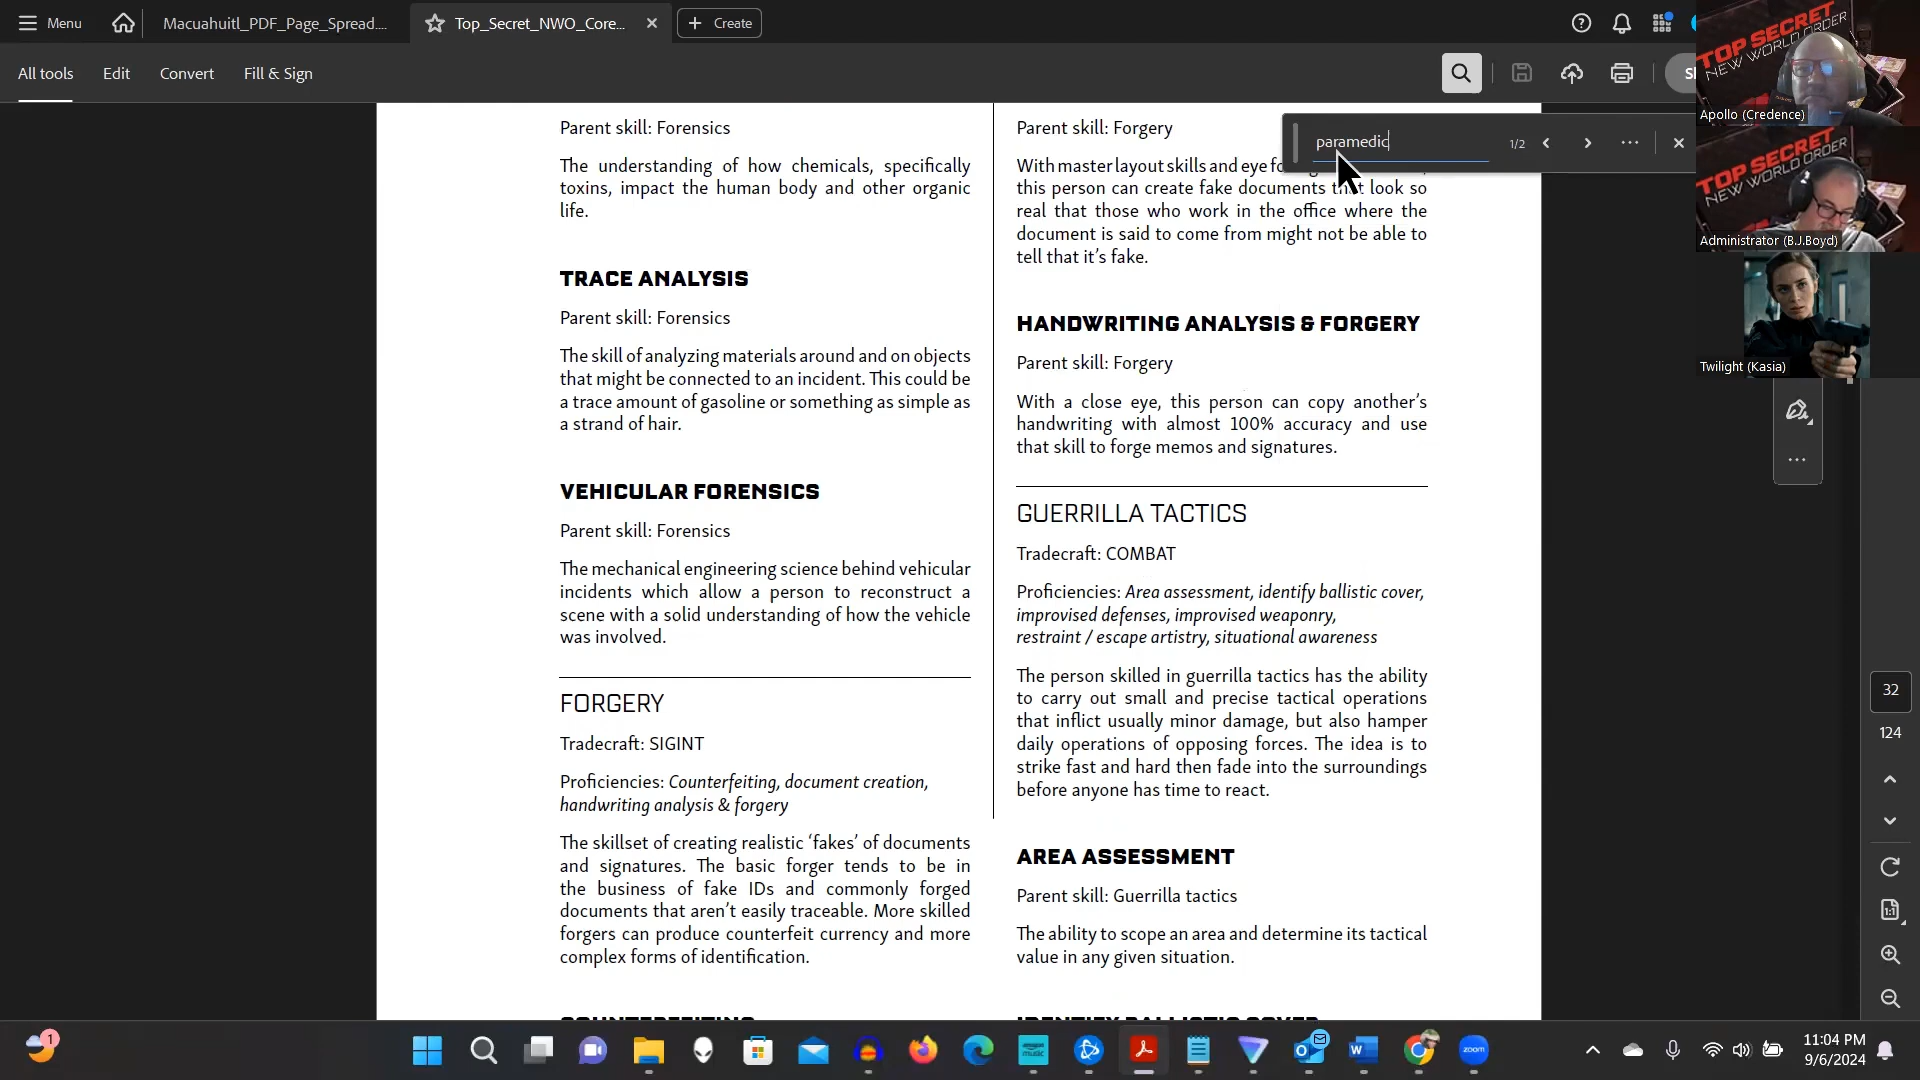 Menu
Macuahuitl_PDF_Page_Spread....
Top_Secret_NWO_Core...
Create
All tools
Edit
Convert
Fill & Sign
paramedic
1/2
Parent skill: Forensics
The understanding of how chemicals, specifically
toxins, impact the human body and other organic
life.
TRACE ANALYSIS
Parent skill: Forensics
The skill of analyzing materials around and on objects
that might be connected to an incident. This could be
a trace amount of gasoline or something as simple as
a strand of hair.
VEHICULAR FORENSICS
Parent skill: Forensics
The mechanical engineering science behind vehicular
incidents which allow a person to reconstruct a
scene with a solid understanding of how the vehicle
was involved.
FORGERY
Tradecraft: SIGINT
Proficiencies: Counterfeiting, document creation,
handwriting analysis & forgery
The skillset of creating realistic ‘fakes’ of documents
and signatures. The basic forger tends to be in
the business of fake IDs and commonly forged
documents that aren’t easily traceable. More skilled
forgers can produce counterfeit currency and more
complex forms of identification.
Parent skill: Forgery
With master layout skills and eye fo
this person can create fake documents that look so
real that those who work in the office where the
document is said to come from might not be able to
tell that it’s fake.
HANDWRITING ANALYSIS & FORGERY
Parent skill: Forgery
With a close eye, this person can copy another’s
handwriting with almost 100% accuracy and use
that skill to forge memos and signatures.
GUERRILLA TACTICS
Tradecraft: COMBAT
Proficiencies: Area assessment, identify ballistic cover,
improvised defenses, improvised weaponry,
restraint / escape artistry, situational awareness
The person skilled in guerrilla tactics has the ability
to carry out small and precise tactical operations
that inflict usually minor damage, but also hamper
daily operations of opposing forces. The idea is to
strike fast and hard then fade into the surroundings
before anyone has time to react.
AREA ASSESSMENT
Parent skill: Guerrilla tactics
The ability to scope an area and determine its tactical
value in any given situation.
TOP SECRET
NEW WORLD ORDER
Apollo (Credence)
TOP SECRET
NEW WORLD ORDER
Administrator (B.J.Boyd)
Twilight (Kasia)
32
124
1:1
1
amazon
music
zoom
11:04 PM
9/6/2024